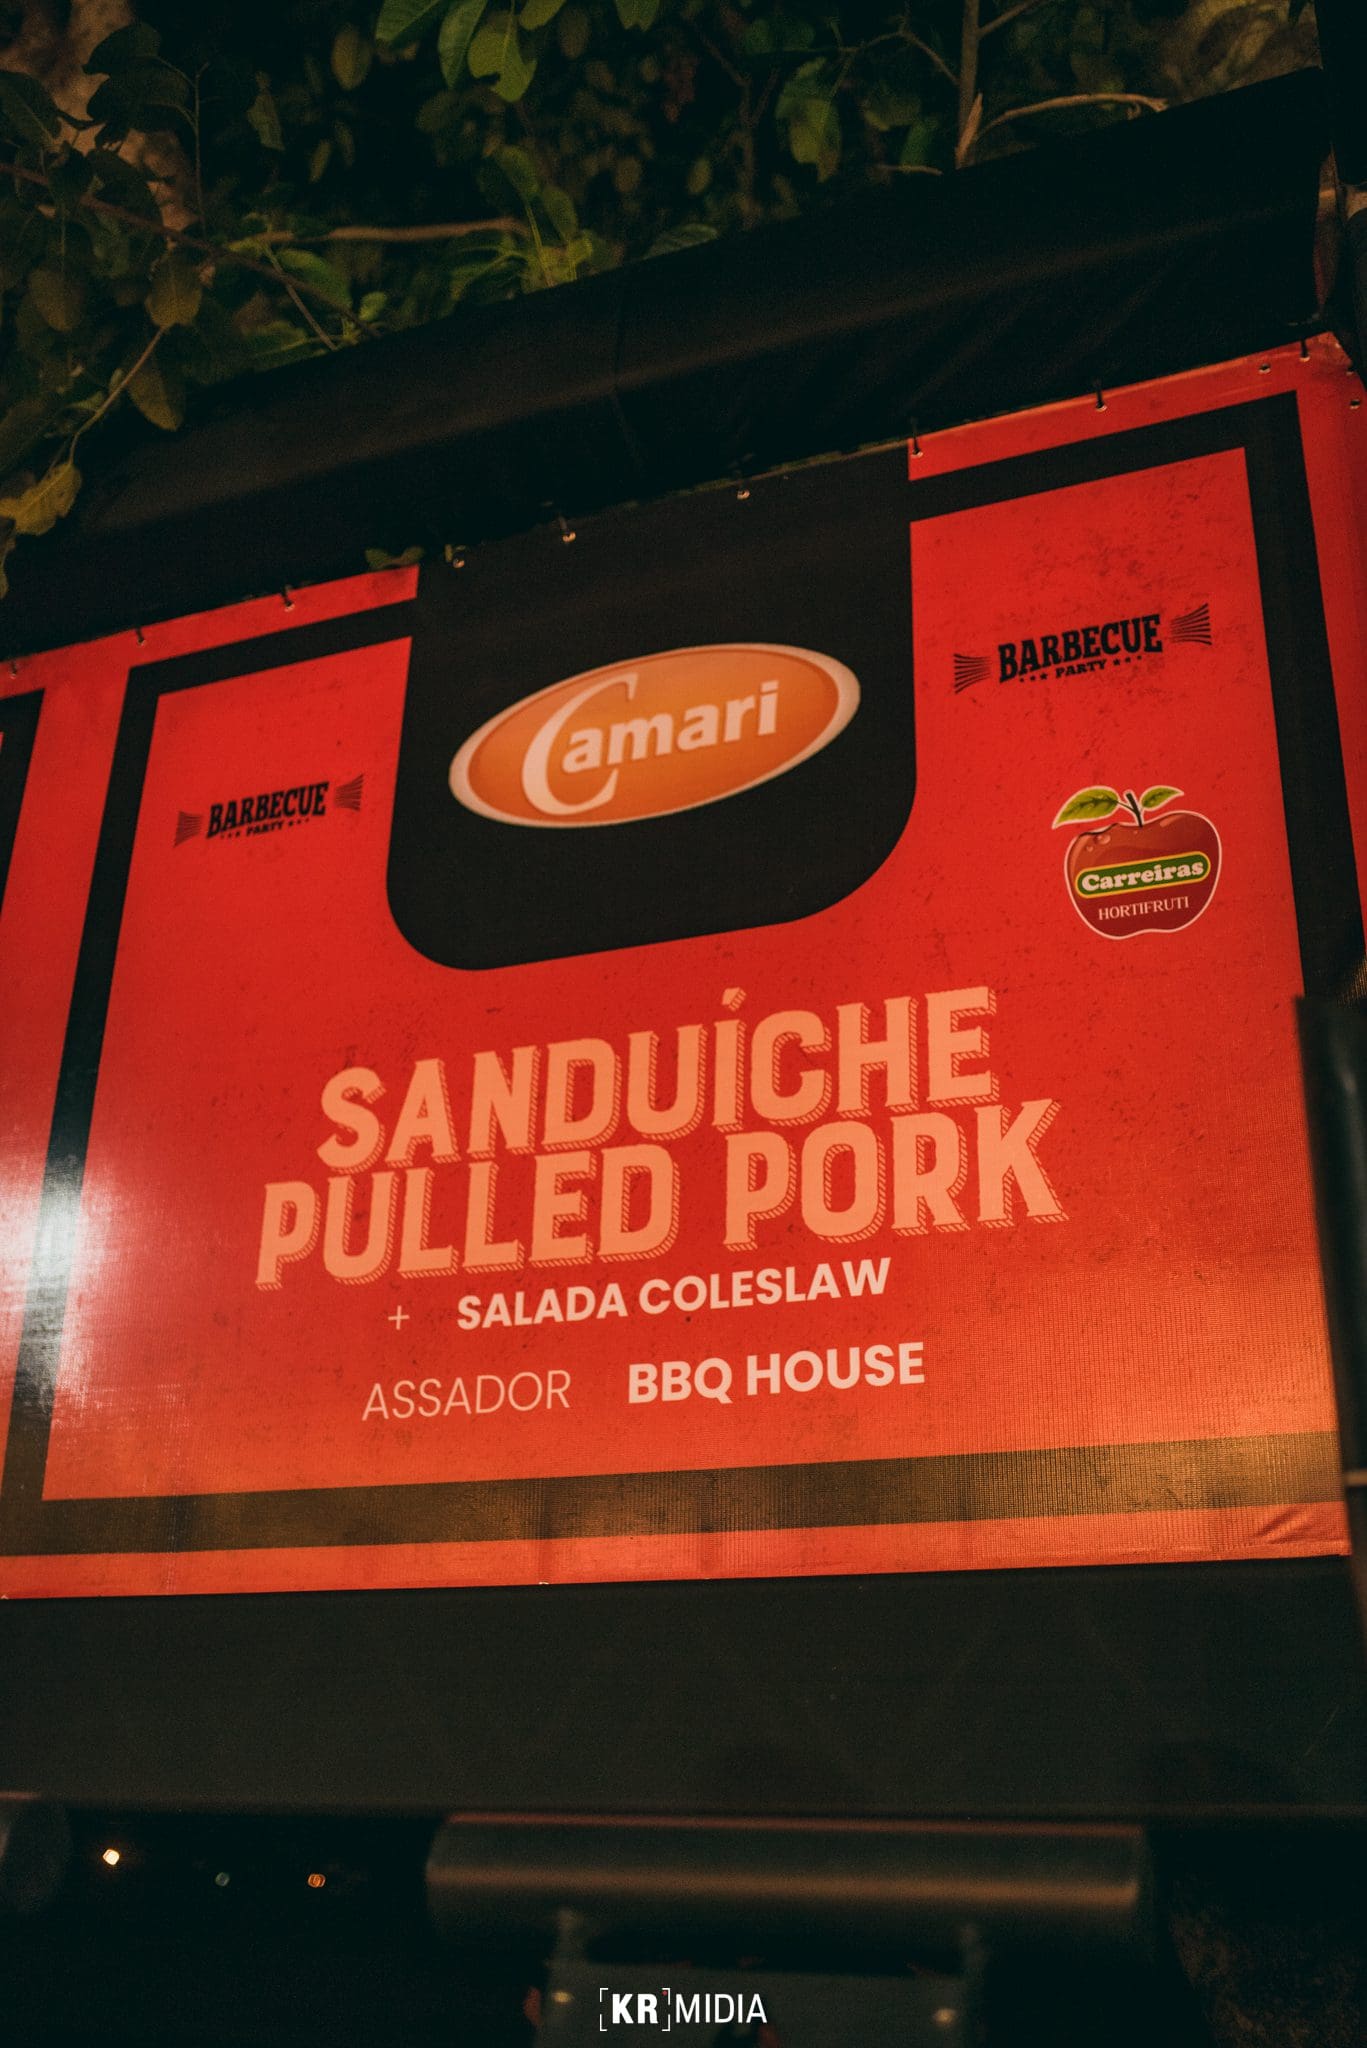 Camari
BARBECUE
PARTY
BARBECUE
PARTY
Carreiras
HORTIFRUTI
SANDUÍCHE
PULLED PORK
+ SALADA COLESLAW
ASSADOR BBQ HOUSE
[KR]MIDIA